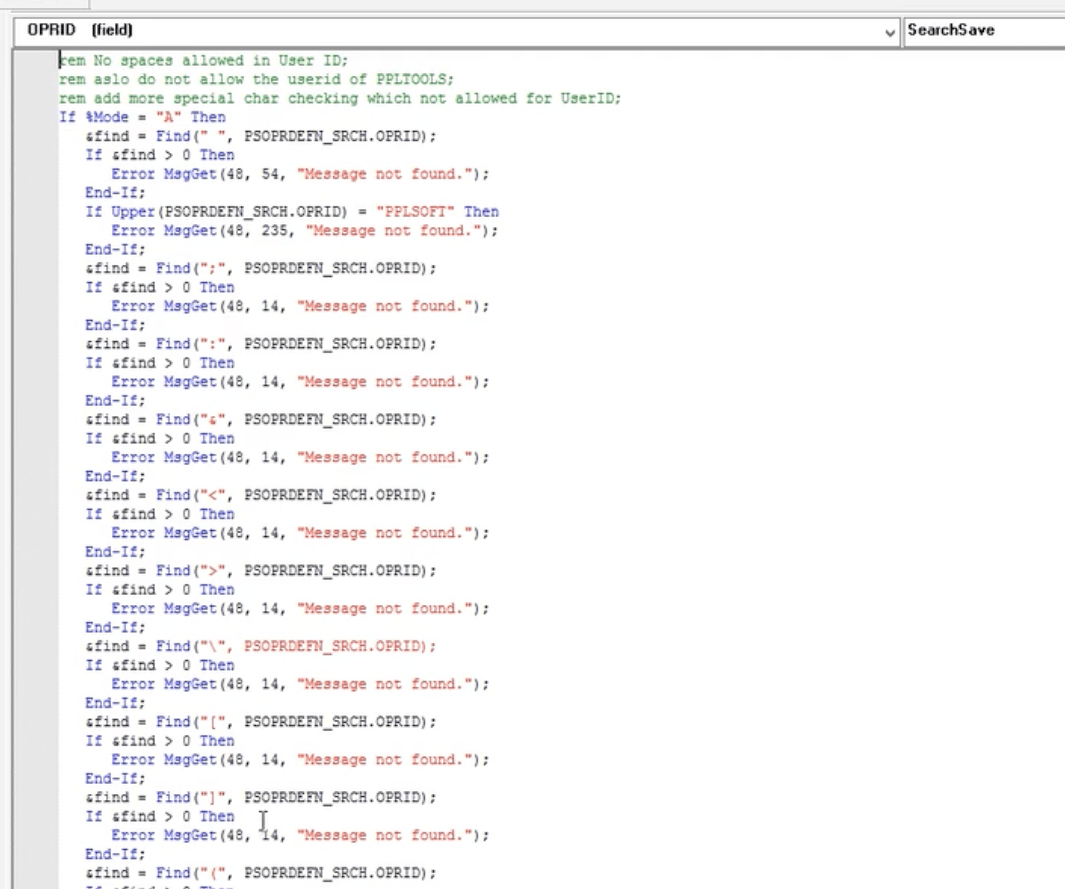 OPRID (field)
SearchSave
rem No spaces allowed in User ID;
rem aslo do not allow the userid of PPLTOOLS;
rem add more special char checking which not allowed for UserID;
If %Mode = "A" Then
&find = Find(" ", PSOPRDEFN_SRCH.OPRID);
If &find > 0 Then
Error MsgGet(48, 54, "Message not found.");
End-If;
If Upper(PSOPRDEFN_SRCH.OPRID) = "PPLSOFT" Then
Error MsgGet(48, 235, "Message not found.");
End-If;
&find = Find(";", PSOPRDEFN_SRCH.OPRID);
If &find > 0 Then
Error MsgGet(48, 14, "Message not found.");
End-If;
&find = Find(":", PSOPRDEFN_SRCH.OPRID);
If &find > 0 Then
Error MsgGet(48, 14, "Message not found.");
End-If;
&find = Find("&", PSOPRDEFN_SRCH.OPRID);
If &find > 0 Then
Error MsgGet(48, 14, "Message not found.");
End-If;
&find = Find("<", PSOPRDEFN_SRCH.OPRID);
If &find > 0 Then
Error MsgGet(48, 14, "Message not found.");
End-If;
&find = Find(">", PSOPRDEFN_SRCH.OPRID);
If &find > 0 Then
Error MsgGet(48, 14, "Message not found.");
End-If;
&find = Find("\", PSOPRDEFN_SRCH.OPRID);
If &find > 0 Then
Error MsgGet(48, 14, "Message not found.");
End-If;
&find = Find("[", PSOPRDEFN_SRCH.OPRID);
If &find > 0 Then
Error MsgGet(48, 14, "Message not found.");
End-If;
&find = Find("]", PSOPRDEFN_SRCH.OPRID);
If &find > 0 Then
Error MsgGet(48, 14, "Message not found.");
End-If;
&find = Find("(", PSOPRDEFN_SRCH.OPRID);